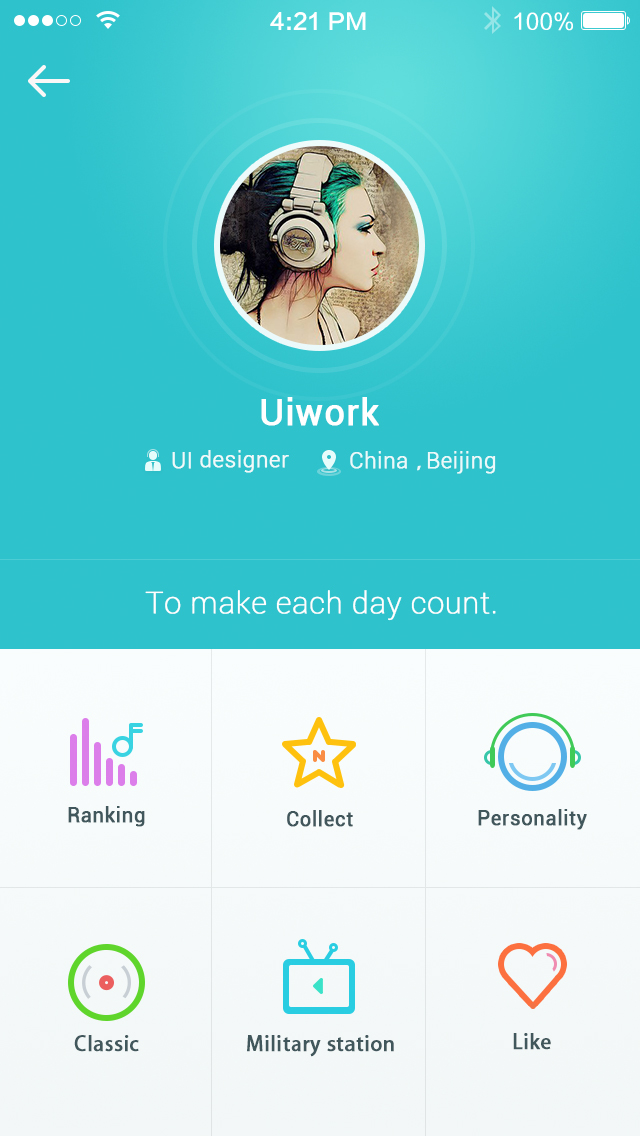 4:21 PM 100%
Uiwork
UI designer China , Beijing
To make each day count.
N
Ranking Collect Personality
Classic Military station Like